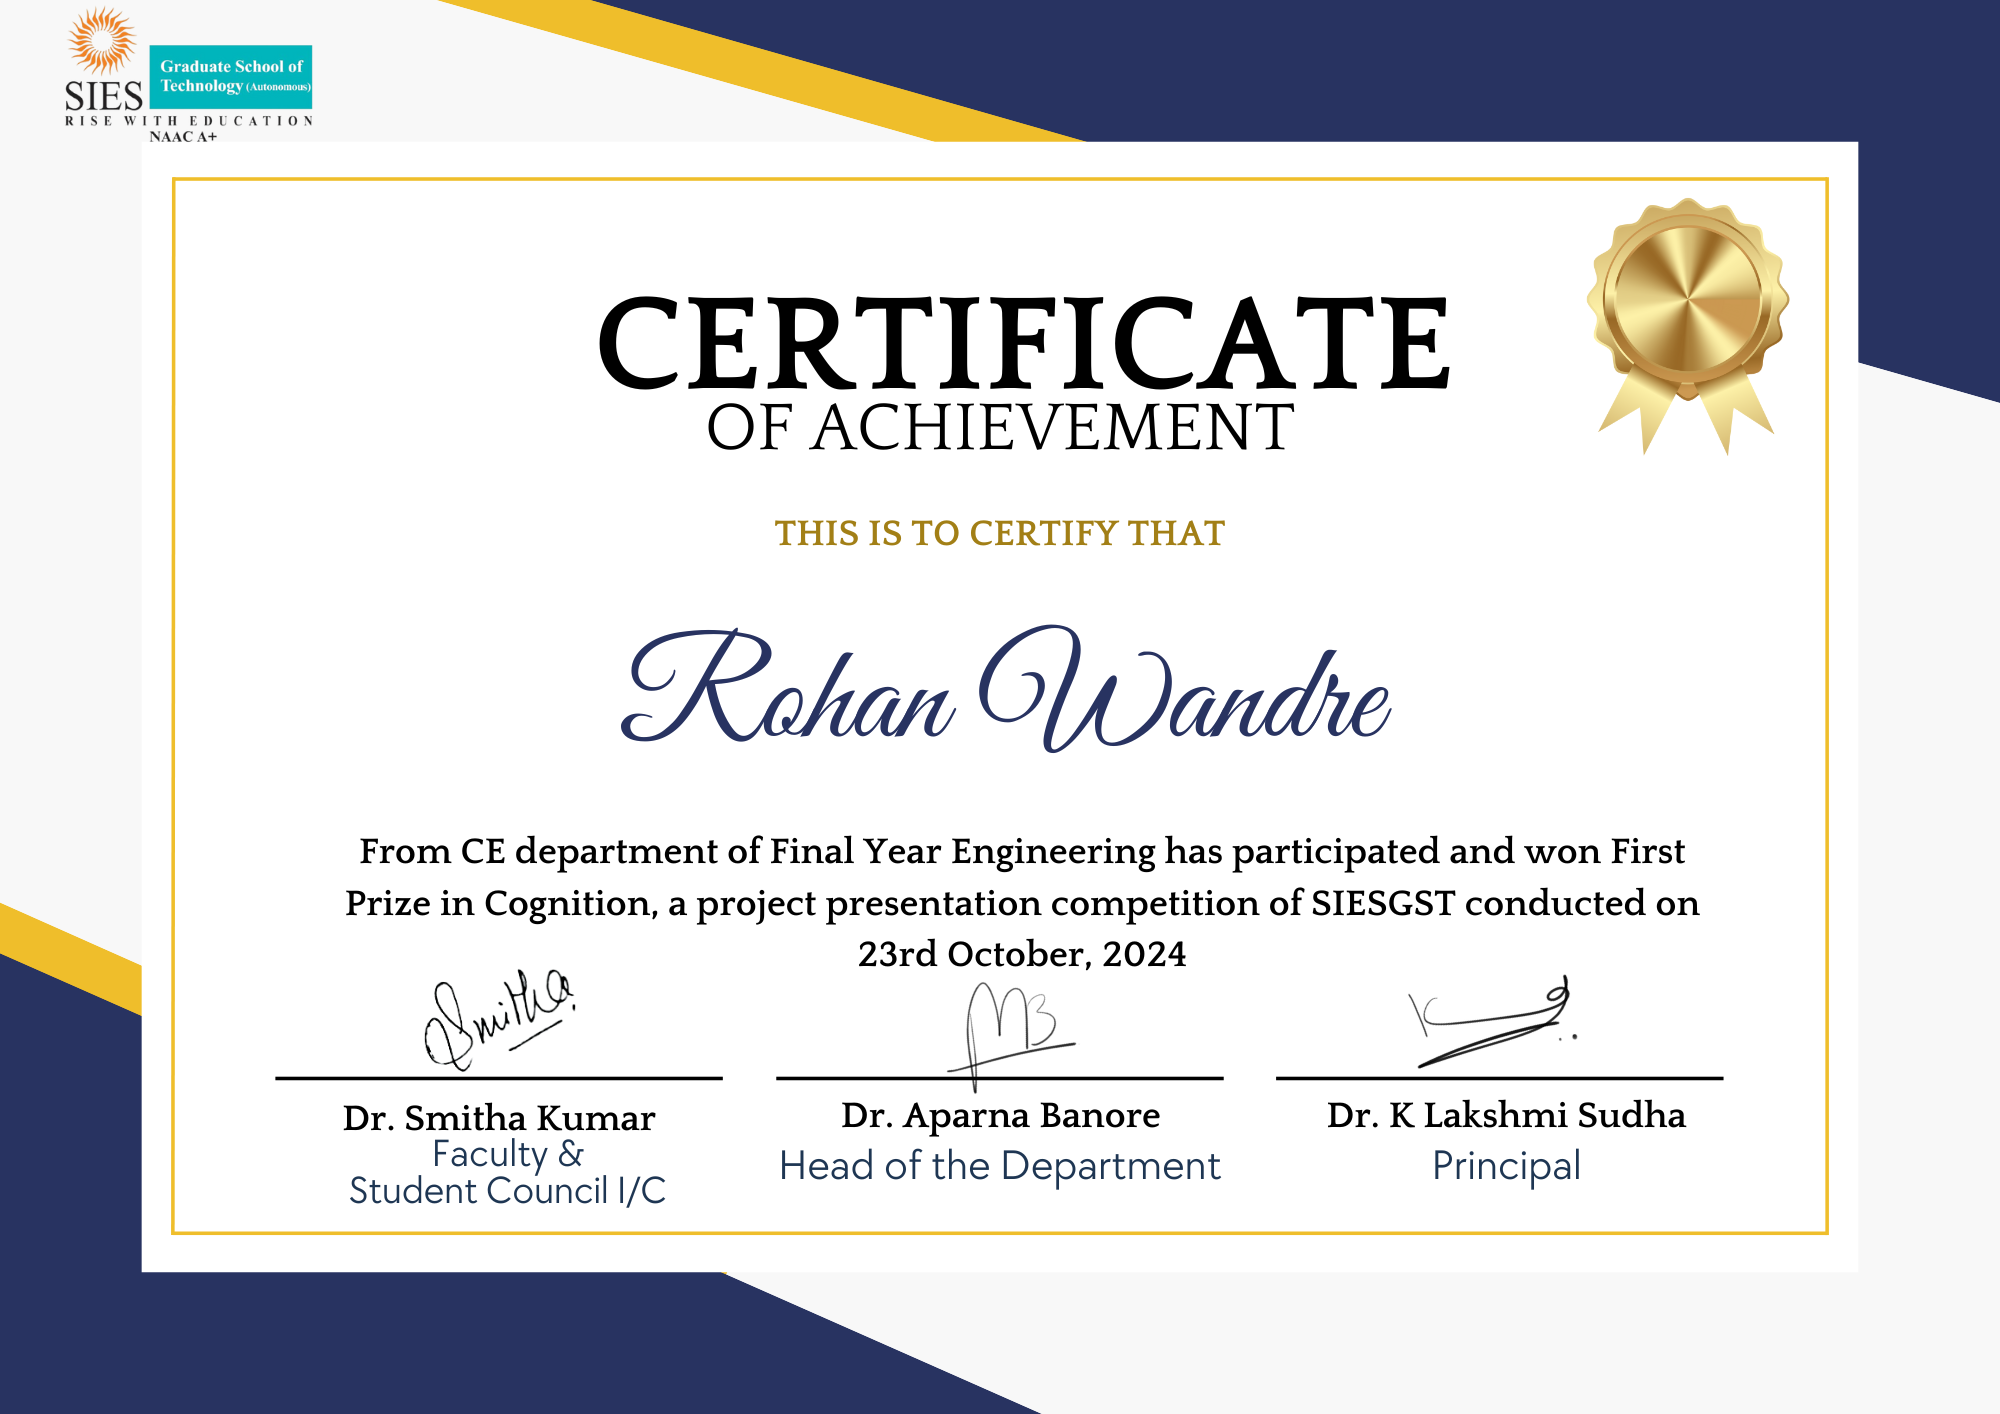 SIES
Graduate School of
Technology (Autonomous)
RISE WITH EDUCATION
NAAC A+
CERTIFICATE
OF ACHIEVEMENT
THIS IS TO CERTIFY THAT
Rohan Wandre
From CE department of Final Year Engineering has participated and won First
Prize in Cognition, a project presentation competition of SIESGST conducted on
23rd October, 2024
Smitha
Dr. Smitha Kumar
Faculty &
Student Council I/C
Dr. Aparna Banore
Head of the Department
Dr. K Lakshmi Sudha
Principal